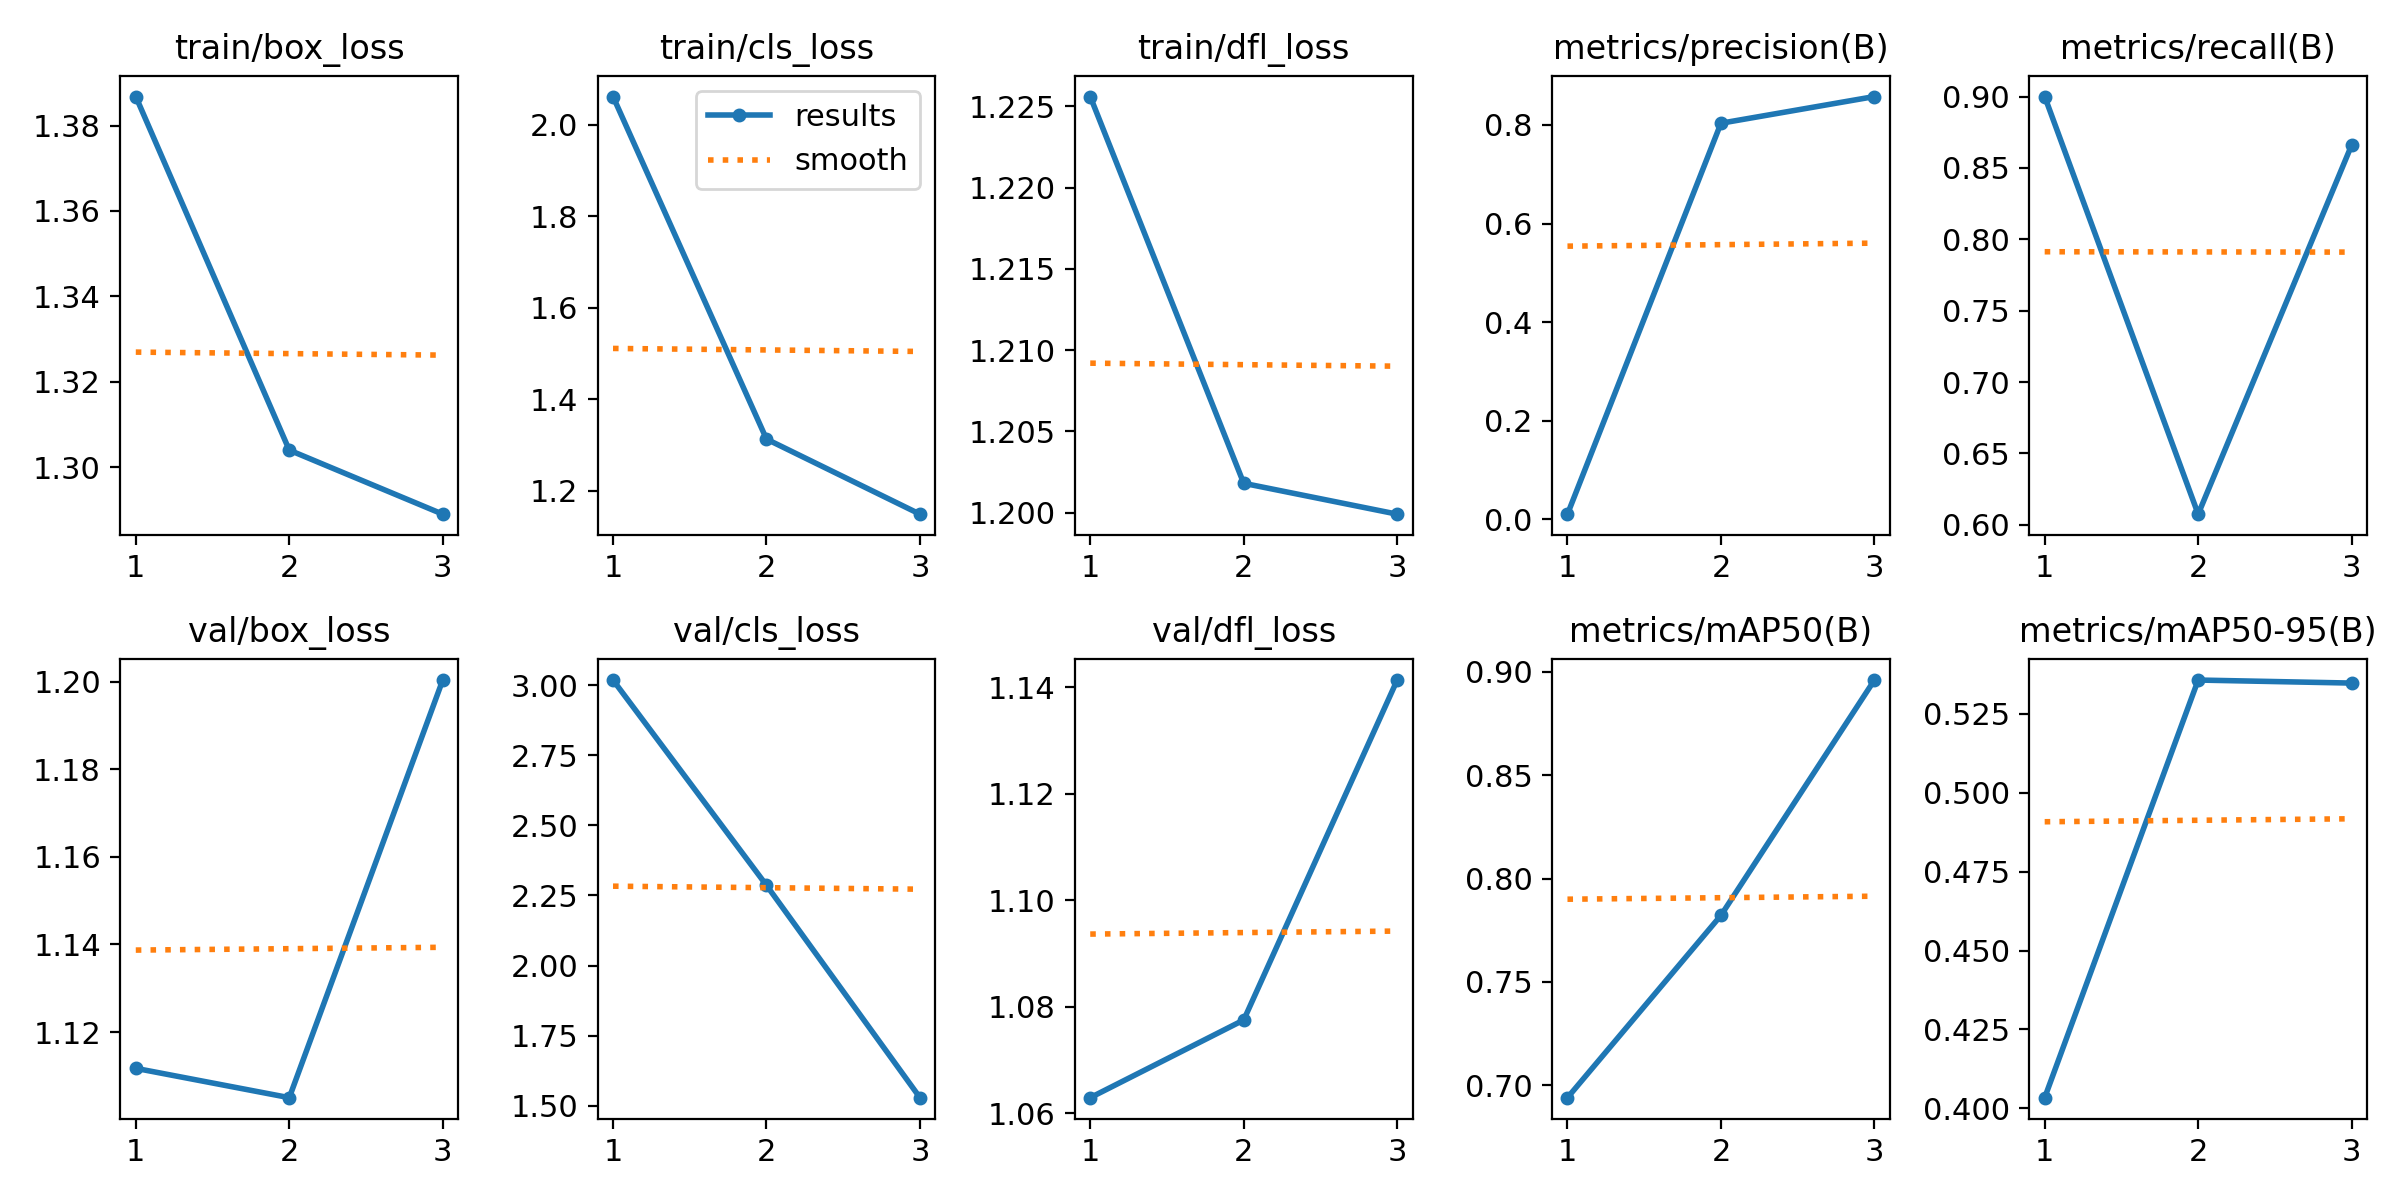 train/box_loss
1.38
1.36
1.34
1.32
1.30
1 2 3
train/cls_loss
results
smooth
2.0
1.8
1.6
1.4
1.2
1 2 3
train/dfl_loss
1.225
1.220
1.215
1.210
1.205
1.200
1 2 3
metrics/precision(B)
0.8
0.6
0.4
0.2
0.0
1 2 3
metrics/recall(B)
0.90
0.85
0.80
0.75
0.70
0.65
0.60
1 2 3
val/box_loss
1.20
1.18
1.16
1.14
1.12
1 2 3
val/cls_loss
3.00
2.75
2.50
2.25
2.00
1.75
1.50
1 2 3
val/dfl_loss
1.14
1.12
1.10
1.08
1.06
1 2 3
metrics/mAP50(B)
0.90
0.85
0.80
0.75
0.70
1 2 3
metrics/mAP50-95(B)
0.525
0.500
0.475
0.450
0.425
0.400
1 2 3